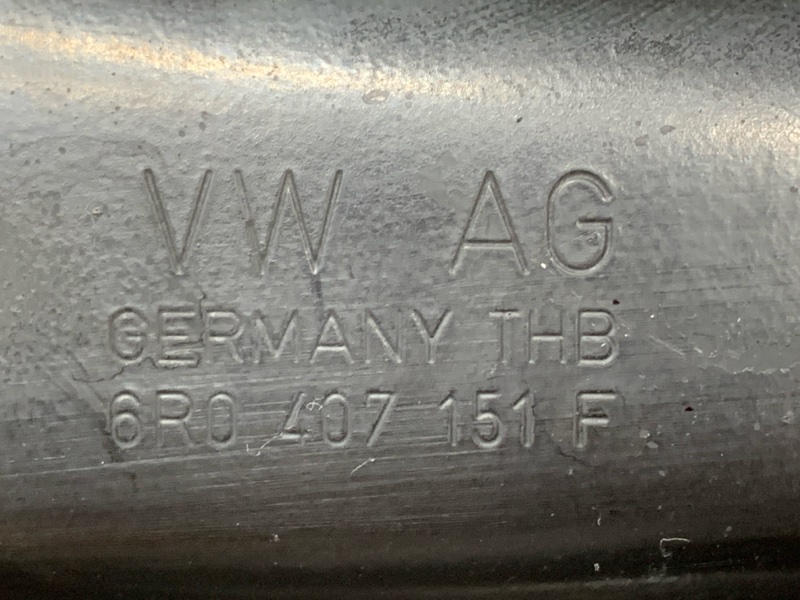 VW AG
GERMANY THB
6R0 407 151 F